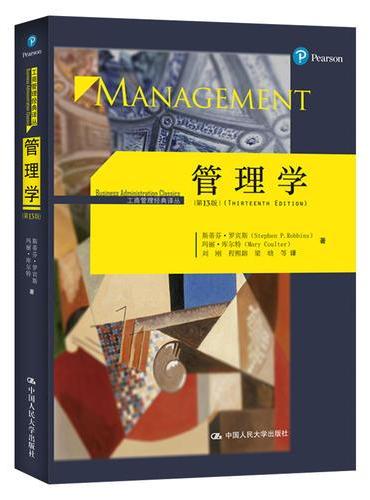 Pearson
MANAGEMENT
Business Administration Classics
工商管理经典译丛
管理学
(第13版) (THIRTEENTH EDITION)
斯蒂芬·罗宾斯 (Stephen P. Robbins)
玛丽·库尔特 (Mary Coulter)
著
刘 刚 程熙鎔 梁 晗 等译
中国人民大学出版社
工商管理经典译丛
Business Administration Classics
管理学
(第13版)
斯蒂芬·罗宾斯
玛丽·库尔特
著
中国人民大学出版社